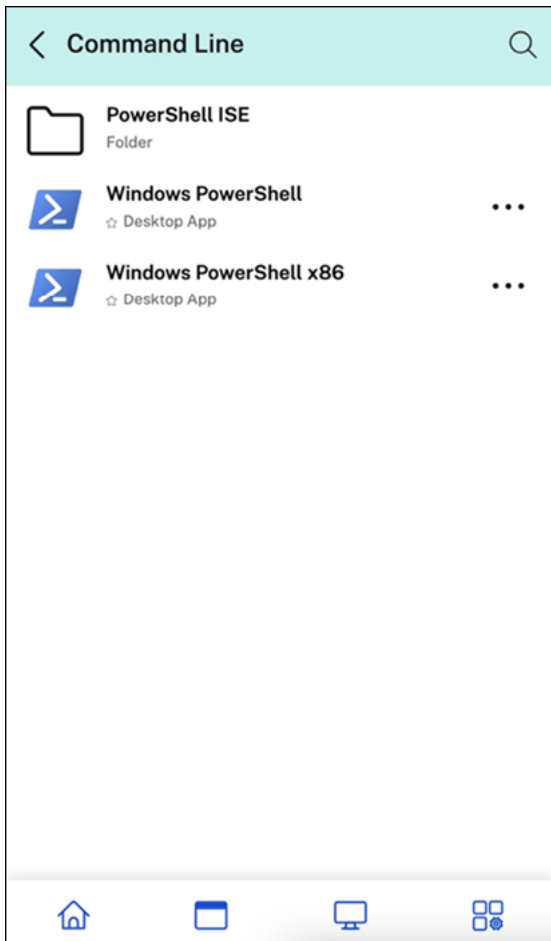 Command Line
PowerShell ISE
Folder
Windows PowerShell
Desktop App
Windows PowerShell x86
Desktop App